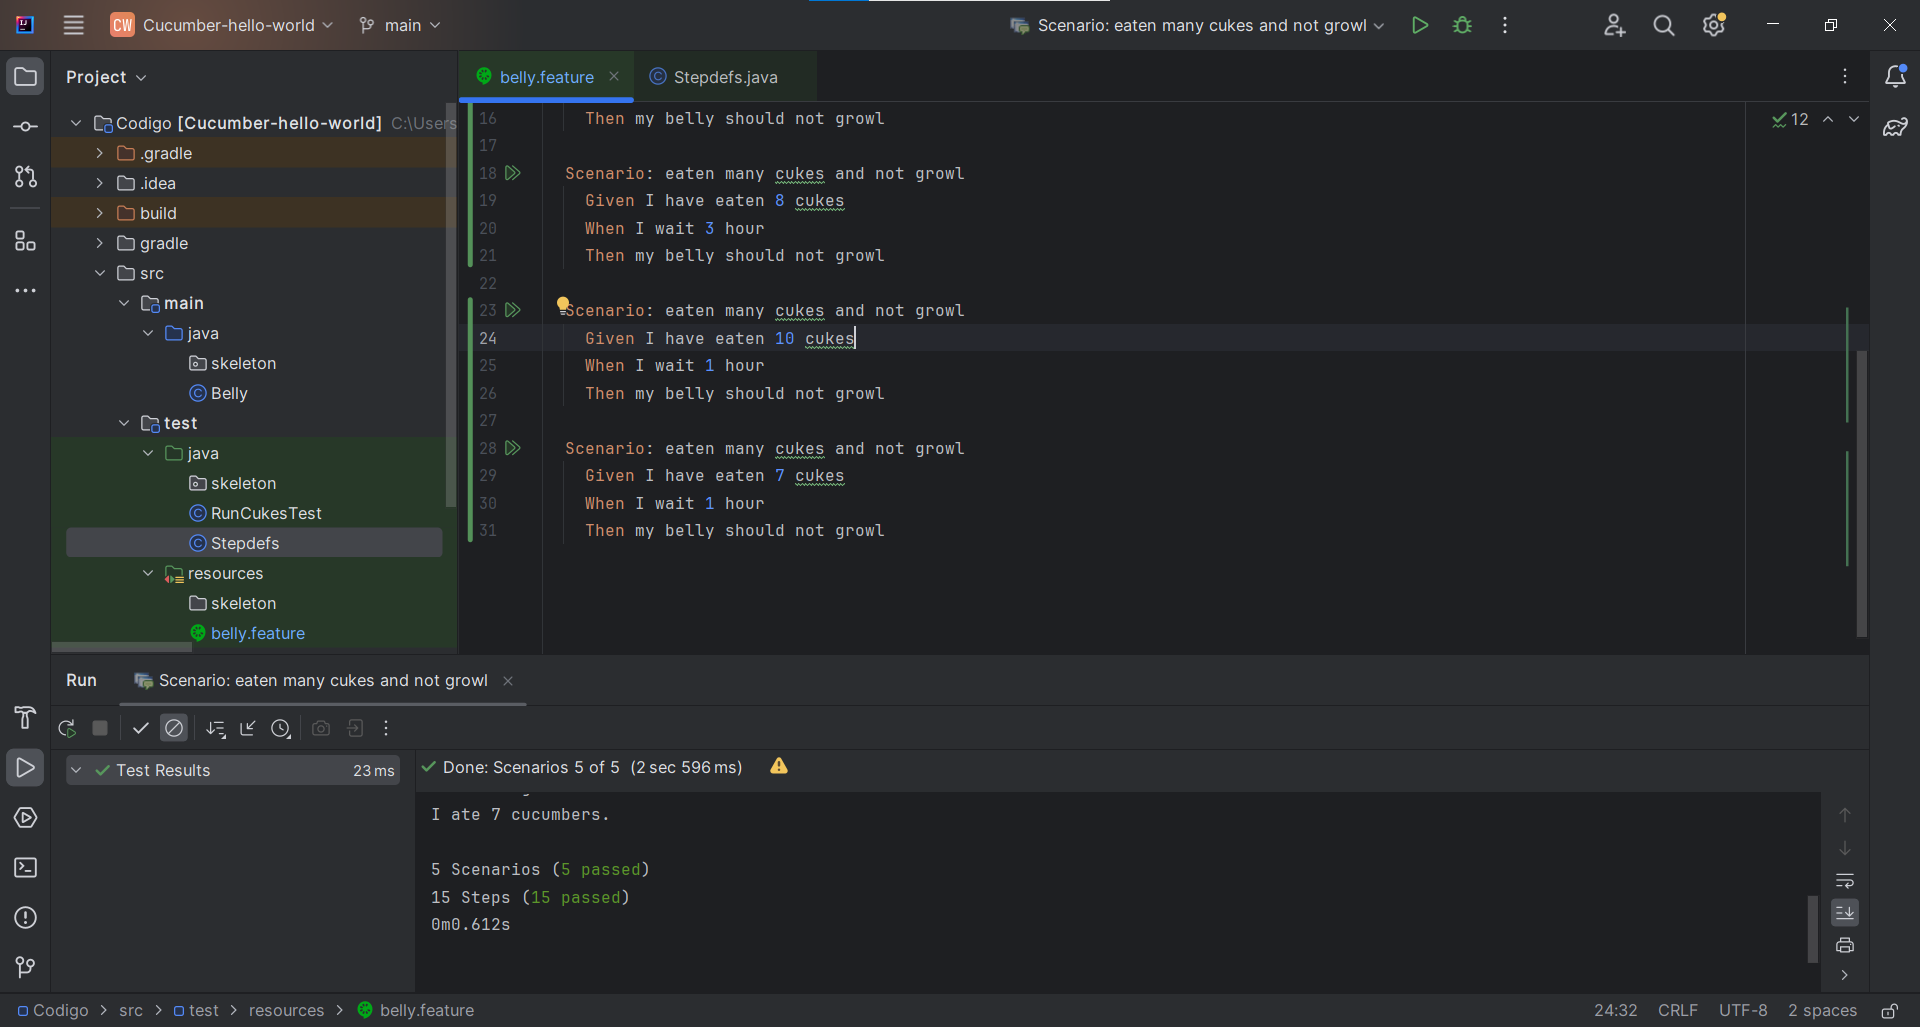 CW Cucumber-hello-world main Scenario: eaten many cukes and not growl
Project
belly.feature Stepdefs.java
Codigo [Cucumber-hello-world] C:\Users
.gradle
.idea
build
gradle
src
main
java
skeleton
Belly
test
java
skeleton
RunCukesTest
Stepdefs
resources
skeleton
belly.feature
16 Then my belly should not growl
17
18 Scenario: eaten many cukes and not growl
19 Given I have eaten 8 cukes
20 When I wait 3 hour
21 Then my belly should not growl
22
23 Scenario: eaten many cukes and not growl
24 Given I have eaten 10 cukes
25 When I wait 1 hour
26 Then my belly should not growl
27
28 Scenario: eaten many cukes and not growl
29 Given I have eaten 7 cukes
30 When I wait 1 hour
31 Then my belly should not growl
12
Run Scenario: eaten many cukes and not growl
Test Results 23 ms
Done: Scenarios 5 of 5 (2 sec 596 ms)
I ate 7 cucumbers.
5 Scenarios (5 passed)
15 Steps (15 passed)
0m0.612s
Codigo > src > test > resources > belly.feature
24:32 CRLF UTF-8 2 spaces